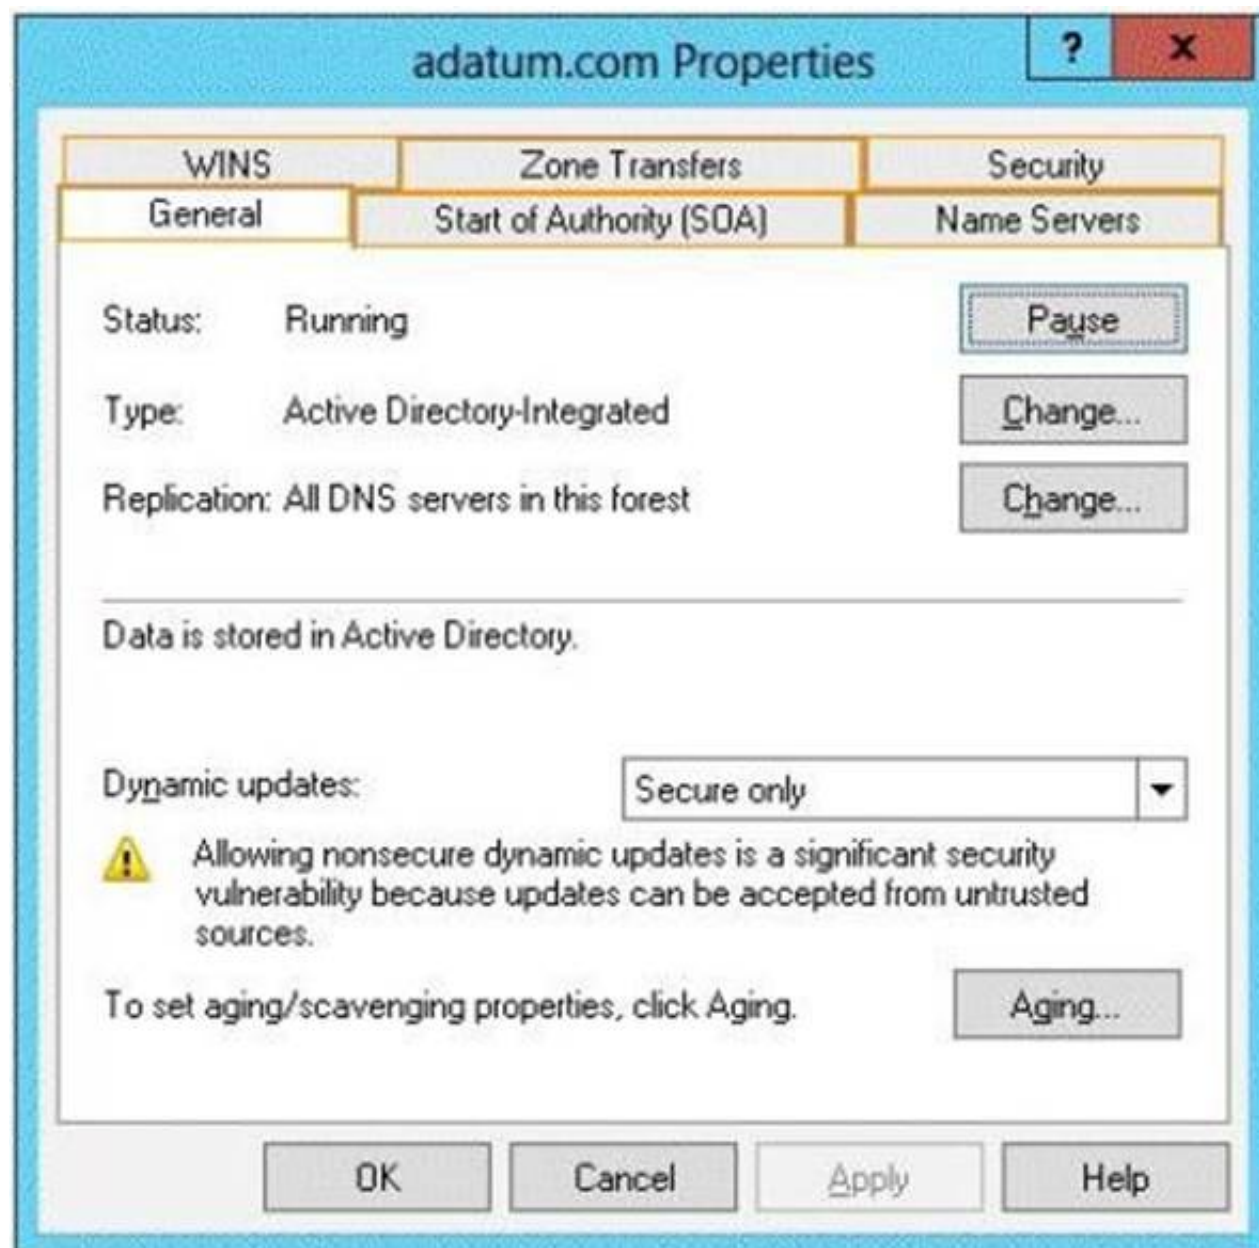 adatum.com Properties
?
X
WINS
Zone Transfers
Security
General
Start of Authority (SOA)
Name Servers
Status: Running
Pause
Type: Active Directory-Integrated
Change...
Replication: All DNS servers in this forest
Change...
Data is stored in Active Directory.
Dynamic updates:
Secure only
Allowing nonsecure dynamic updates is a significant security
vulnerability because updates can be accepted from untrusted
sources.
To set aging/scavenging properties, click Aging.
Aging...
OK
Cancel
Apply
Help